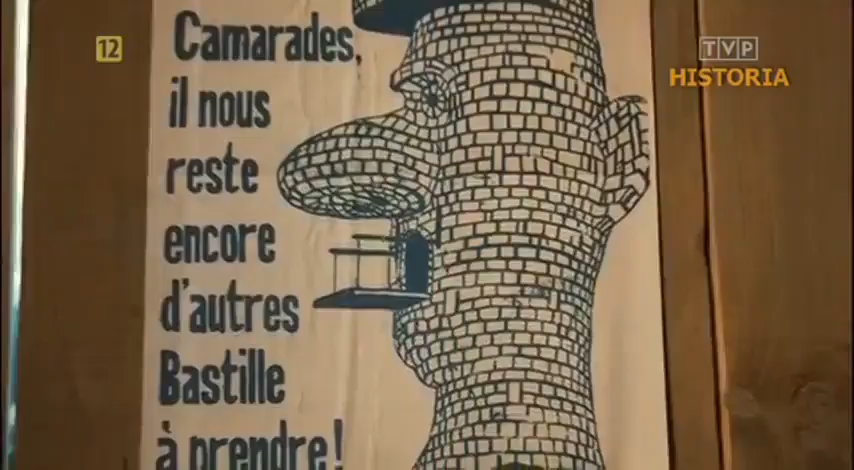 12
Camarades,
il nous
reste
encore
d'autres
Bastille
à prendre!
TVP
HISTORIA